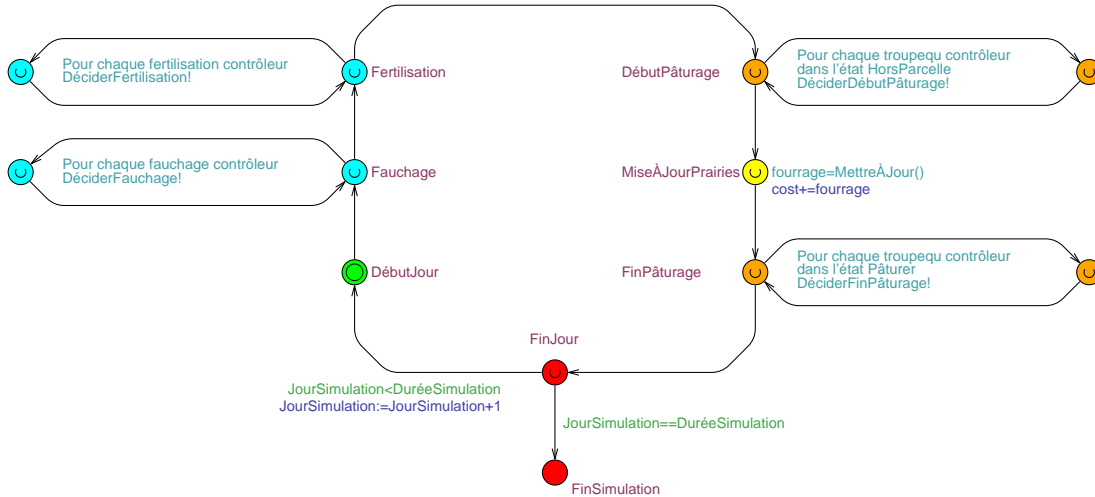 Pour chaque fertilisation contrôleur
DéciderFertilisation!
Fertilisation
DébutPâturage
Pour chaque troupequ contrôleur
dans l'état HorsParcelle
DéciderDébutPâturage!
Pour chaque fauchage contrôleur
DéciderFauchage!
Fauchage
MiseÀJourPrairies
fourrage=MettreÀJour()
cost+=fourrage
DébutJour
FinPâturage
Pour chaque troupequ contrôleur
dans l'état Pâturer
DéciderFinPâturage!
FinJour
JourSimulation<DuréeSimulation
JourSimulation:=JourSimulation+1
JourSimulation==DuréeSimulation
FinSimulation